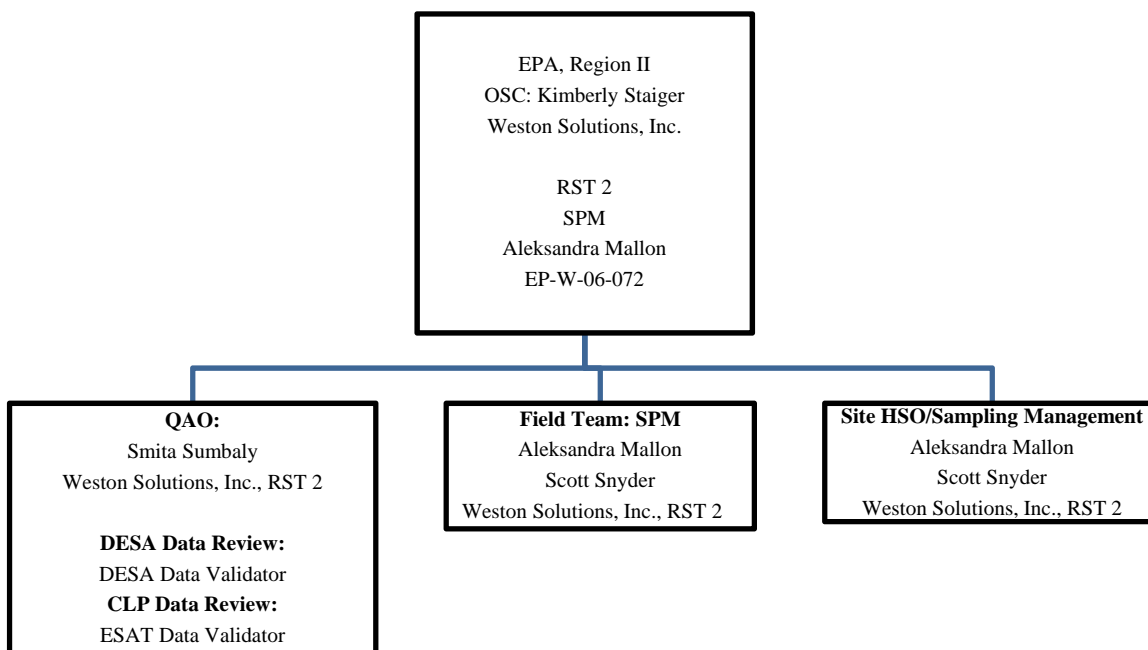 EPA, Region II
OSC: Kimberly Staiger
Weston Solutions, Inc.
RST 2
SPM
Aleksandra Mallon
EP-W-06-072
QAO:
Smita Sumbaly
Weston Solutions, Inc., RST 2
DESA Data Review:
DESA Data Validator
CLP Data Review:
ESAT Data Validator
Field Team: SPM
Aleksandra Mallon
Scott Snyder
Weston Solutions, Inc., RST 2
Site HSO/Sampling Management
Aleksandra Mallon
Scott Snyder
Weston Solutions, Inc., RST 2